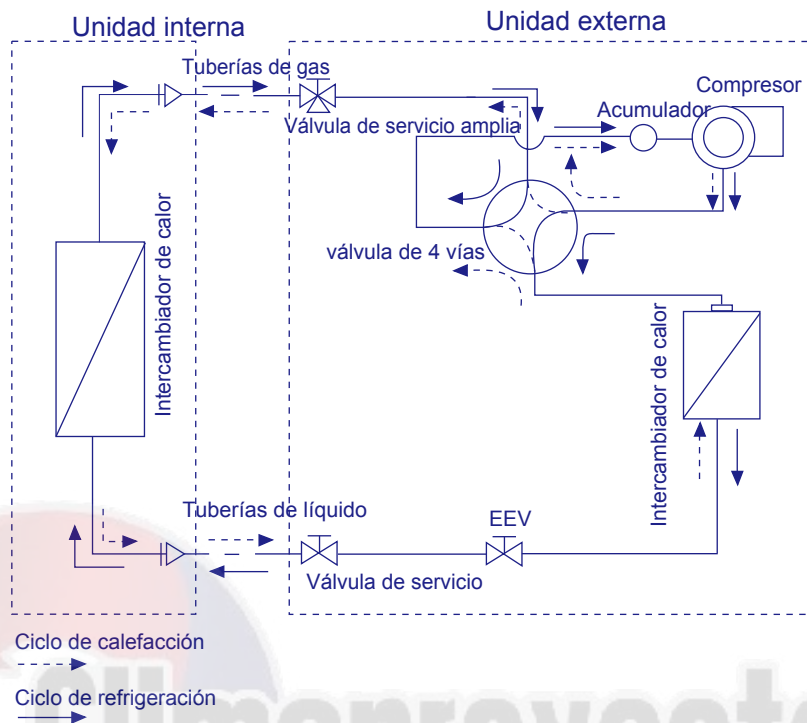 Unidad interna
Unidad externa
Tuberías de gas
Compresor
Acumulador
Válvula de servicio amplia
válvula de 4 vías
Intercambiador de calor
Intercambiador de calor
Tuberías de líquido
EEV
Válvula de servicio
Ciclo de calefacción
Ciclo de refrigeración